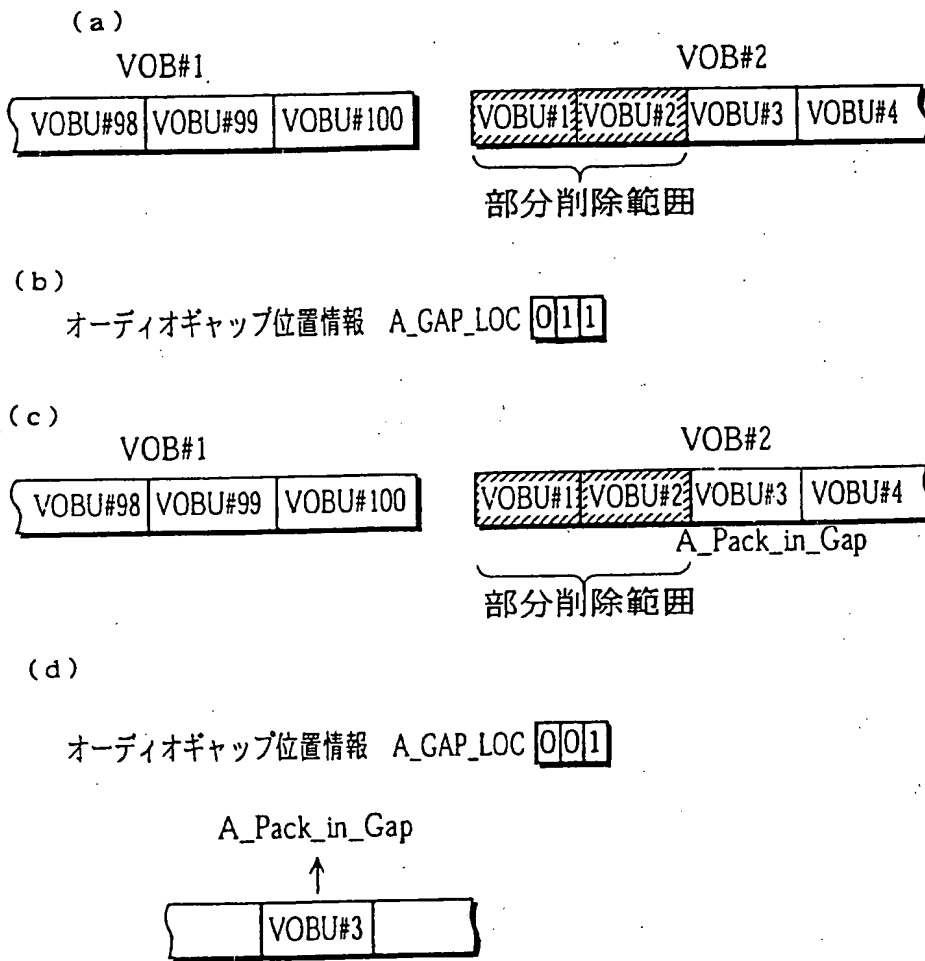 (a)
VOB#1 VOB#2
VOBU#98 VOBU#99 VOBU#100 VOBU#1 VOBU#2 VOBU#3 VOBU#4
部分削除範囲
(b)
オーディオギャップ位置情報 A_GAP_LOC 0 1 1
(c)
VOB#1 VOB#2
VOBU#98 VOBU#99 VOBU#100 VOBU#1 VOBU#2 VOBU#3 VOBU#4
A_Pack_in_Gap
部分削除範囲
(d)
オーディオギャップ位置情報 A_GAP_LOC 0 0 1
A_Pack_in_Gap
VOBU#3